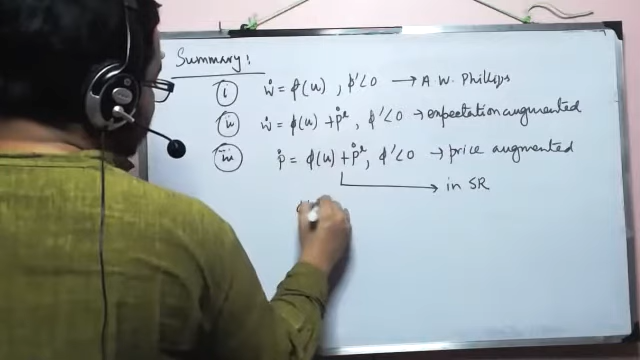 Summary:
(i) ẇ = φ(u), φ'<0 → A.W. Phillips
(ii) ẇ = φ(u) + ṗᵉ, φ'<0 → expectation augmented
(iii) ṗ = φ(u) + ṗᵉ, φ'<0 → price augmented
→ in SR